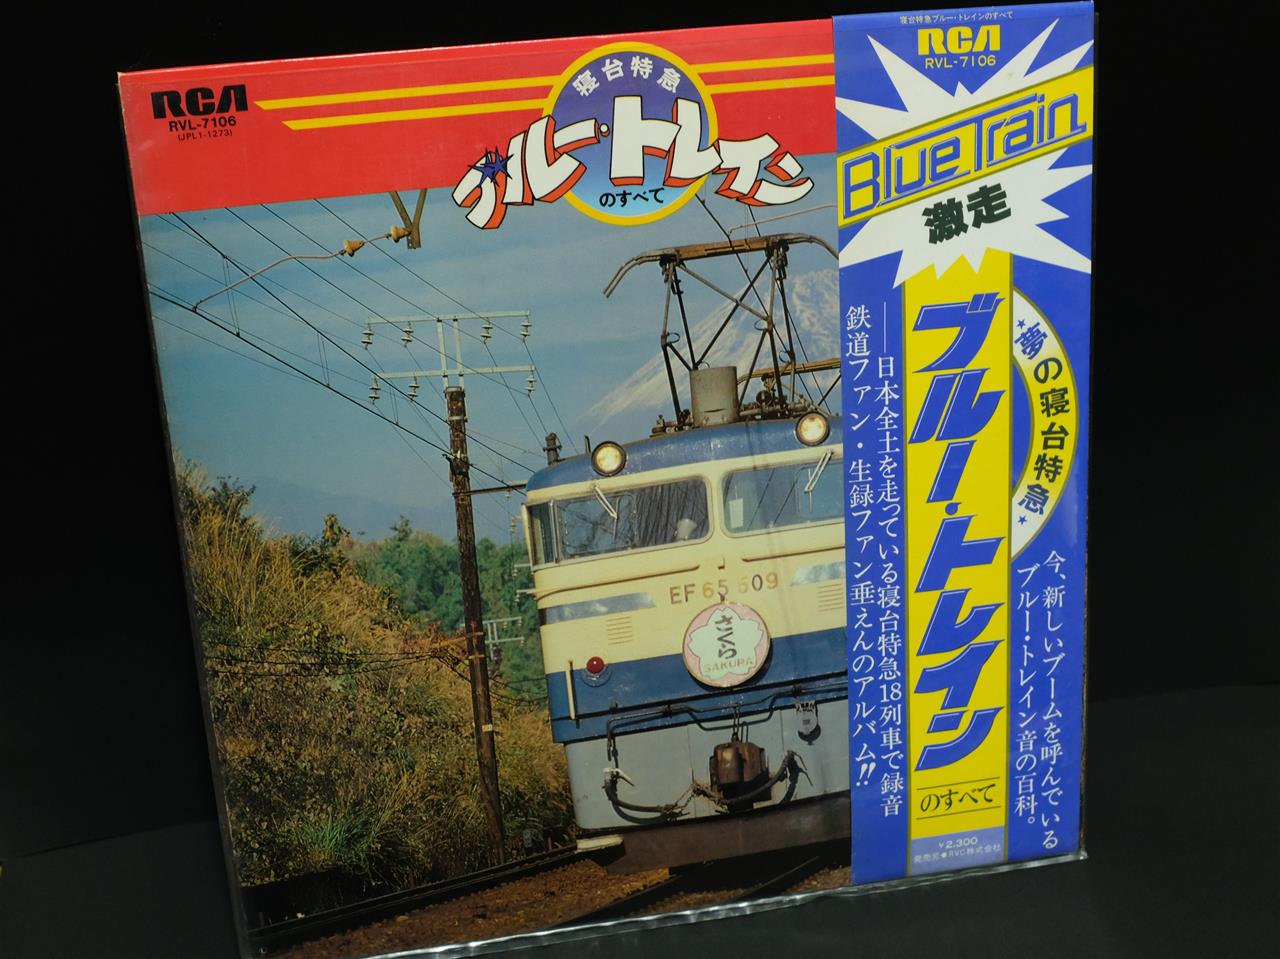 RCA
RVL-7106
(JPL1-1273)
寝台特急
ブルー・トレイン
のすべて
EF65 509
さくら
SAKURA
寝台特急ブルー・トレインのすべて
RCA
RVL-7106
Blue Train
激走
ブルー・トレイン
のすべて
夢の寝台特急
今、新しいブームを呼んでいる
ブルー・トレイン音の百科。
——日本全土を走っている寝台特急18列車で録音
鉄道ファン・生録ファン垂えんのアルバム!!
¥2,300
発売元●RVC株式会社